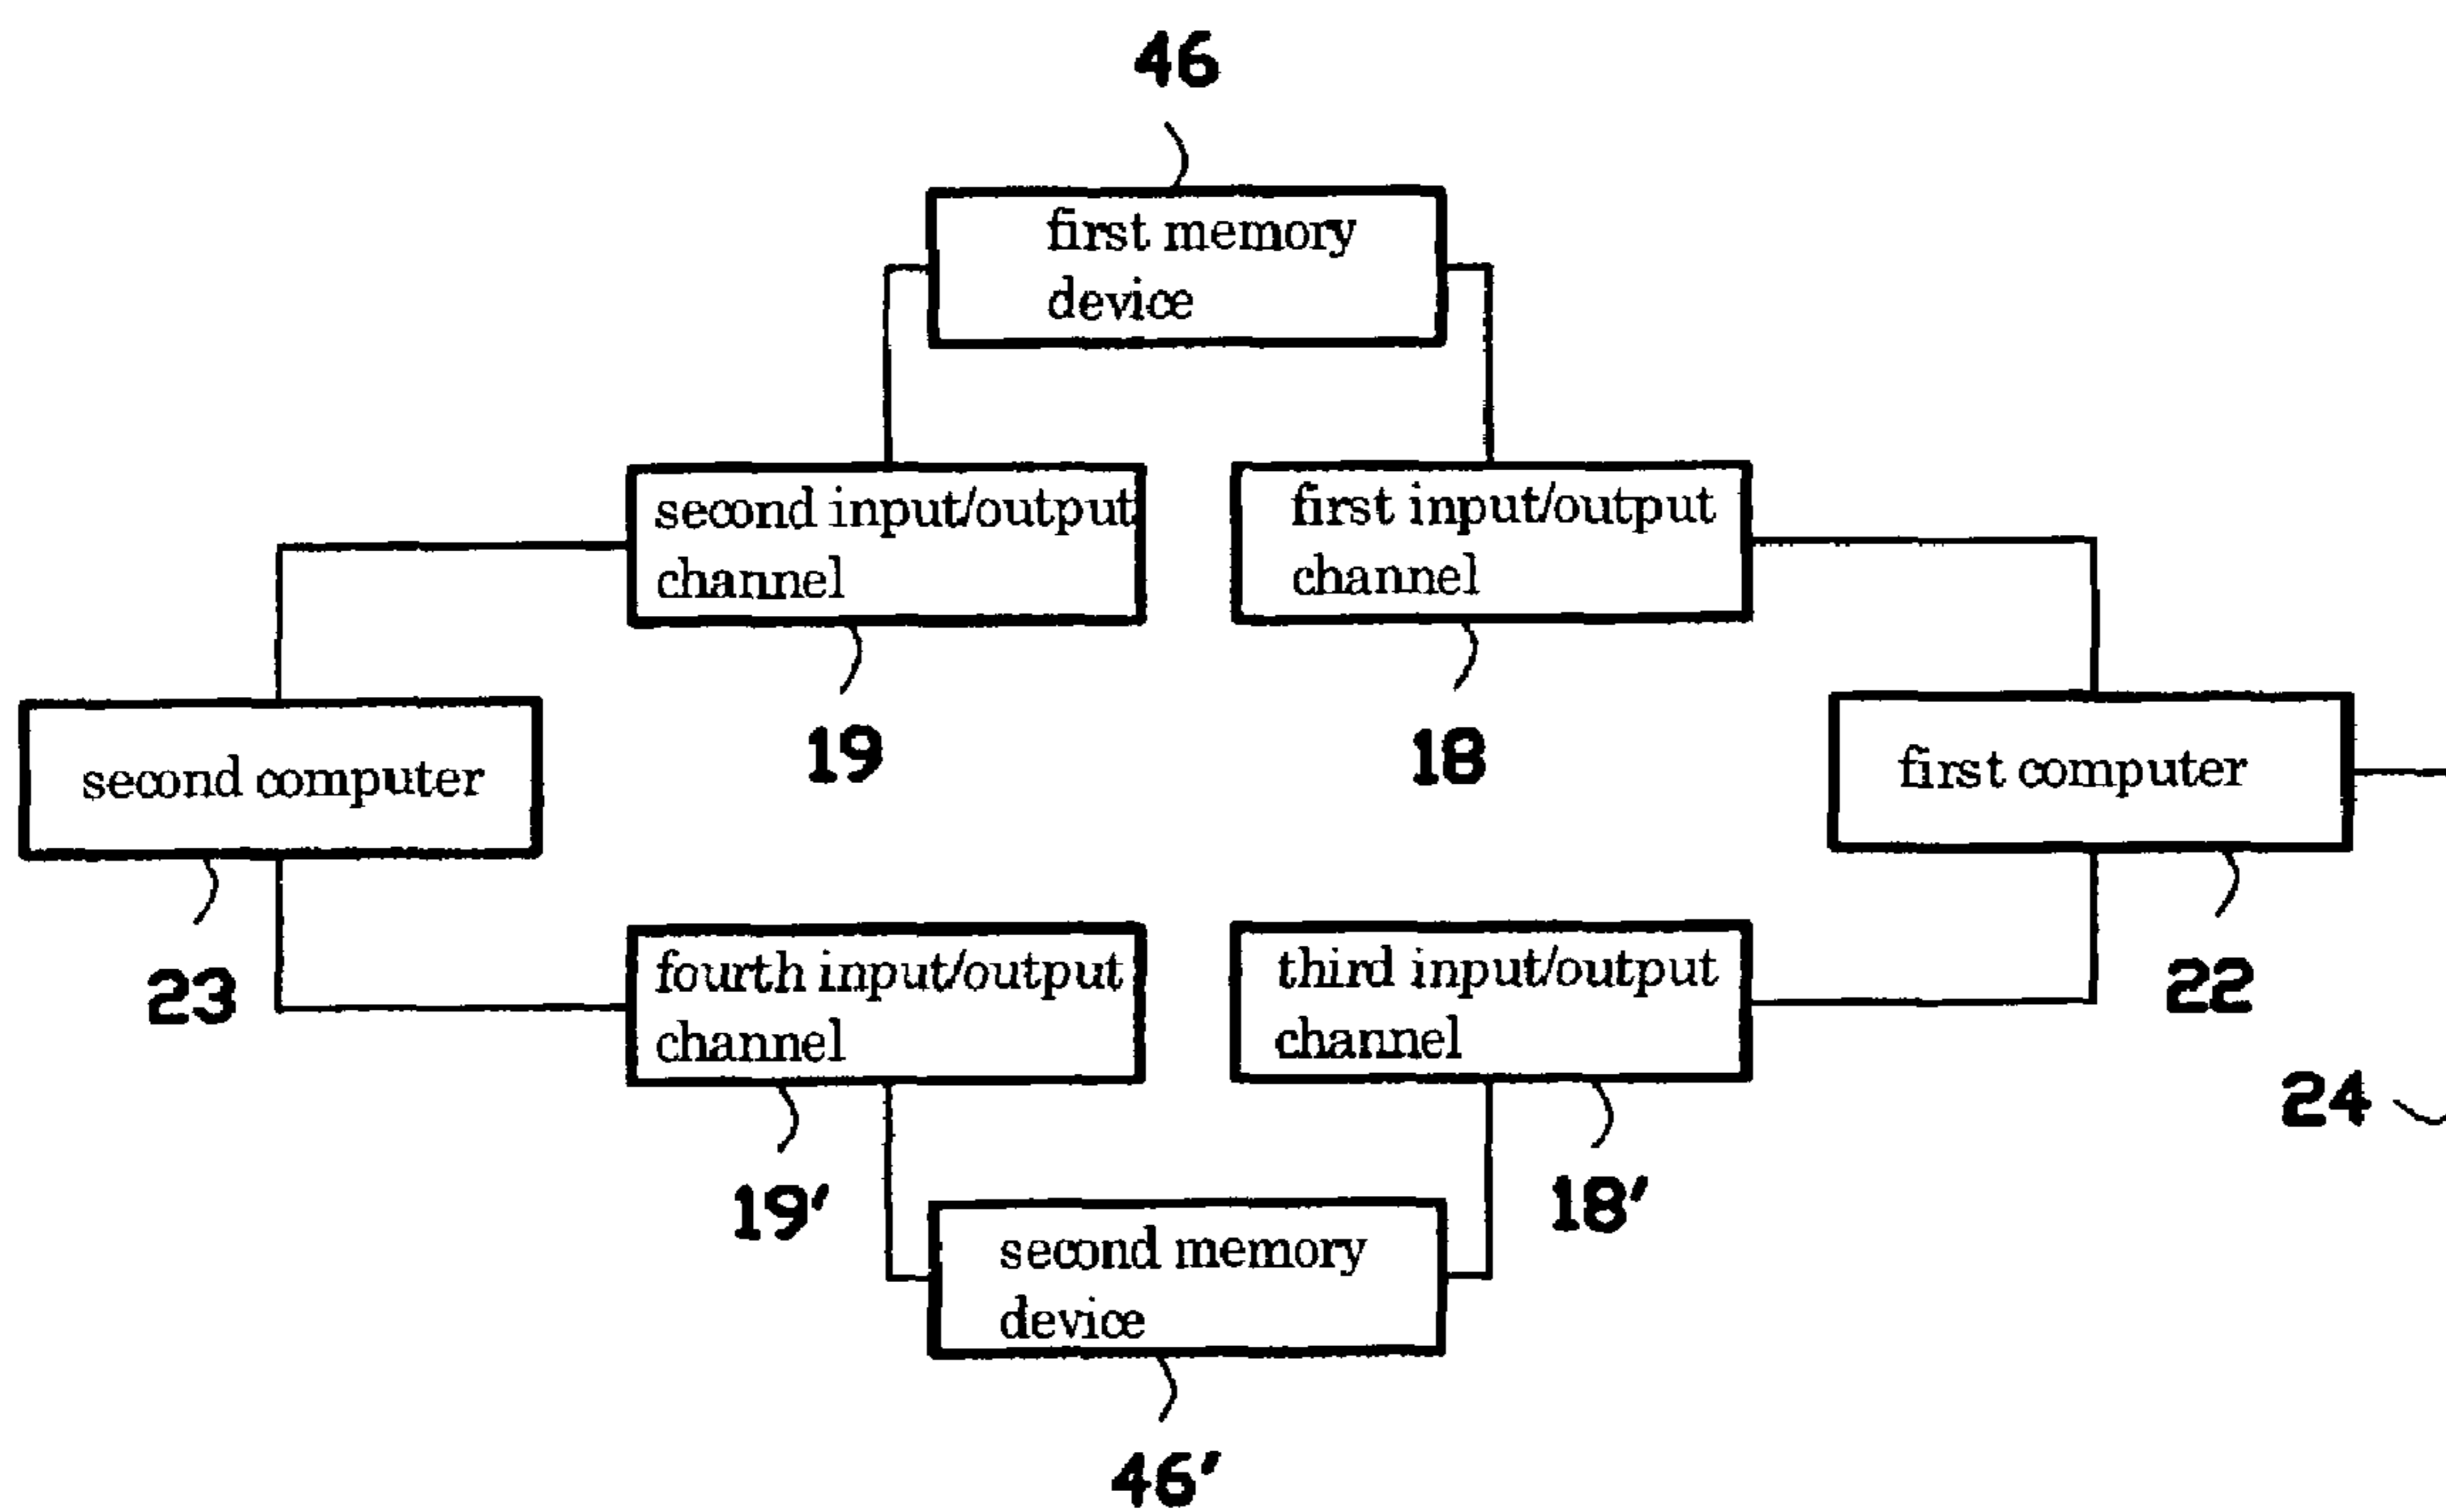 46
first memory
device
second input/output
channel
first input/output
channel
19
18
second computer
first computer
23
22
fourth input/output
channel
third input/output
channel
24
19'
18'
second memory
device
46'